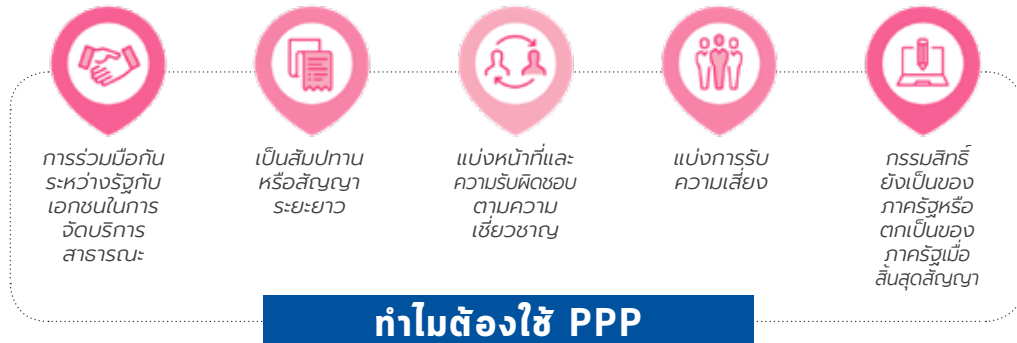 การร่วมมือกัน
ระหว่างรัฐกับ
เอกชนในการ
จัดบริการ
สาธารณะ
เป็นสัมปทาน
หรือสัญญา
ระยะยาว
แบ่งหน้าที่และ
ความรับผิดชอบ
ตามความ
เชี่ยวชาญ
แบ่งการรับ
ความเสี่ยง
กรรมสิทธิ์
ยังเป็นของ
ภาครัฐหรือ
ตกเป็นของ
ภาครัฐเมื่อ
สิ้นสุดสัญญา
ทำไมต้องใช้ PPP